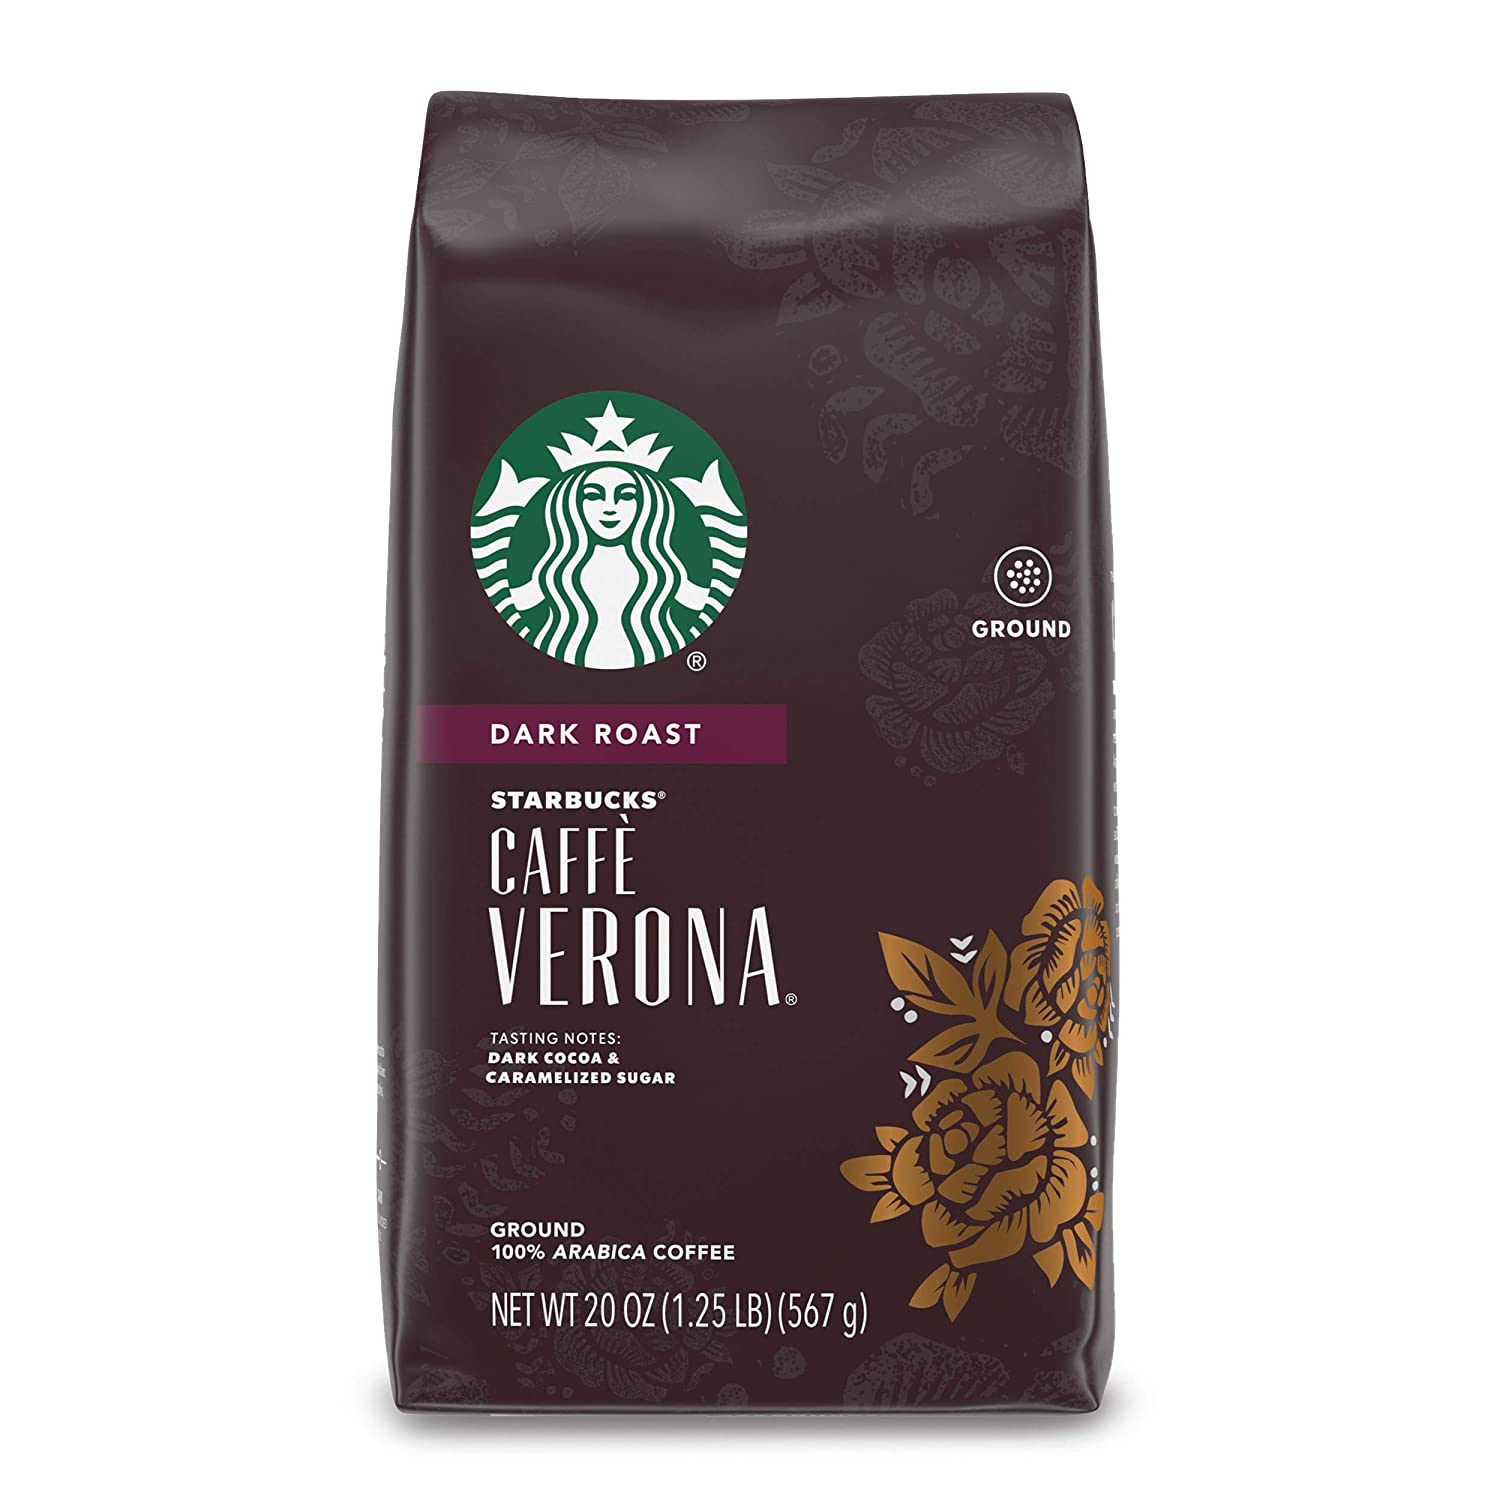 GROUND
®
DARK ROAST
STARBUCKS®
CAFFÈ
VERONA®
TASTING NOTES:
DARK COCOA &
CARAMELIZED SUGAR
GROUND
100% ARABICA COFFEE
NET WT 20 OZ (1.25 LB) (567 g)